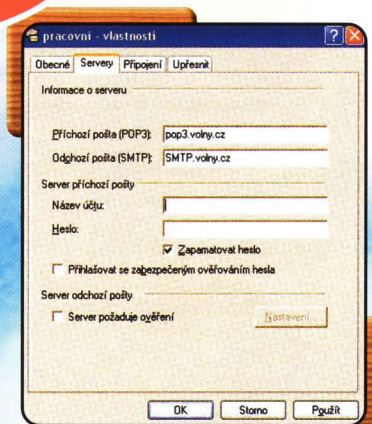 pracovni - vlastnosti
Obecné Servery Připojení Upřesnit
Informace o serveru
Příchozí pošta (POP3): pop3.volny.cz
Odchozí pošta (SMTP): SMTP.volny.cz
Server příchozí pošty
Název účtu:
Heslo:
Zapamatovat heslo
Přihlašovat se zabezpečeným ověřováním hesla
Server odchozí pošty
Server požaduje ověření Nastavení...
OK Storno Použít